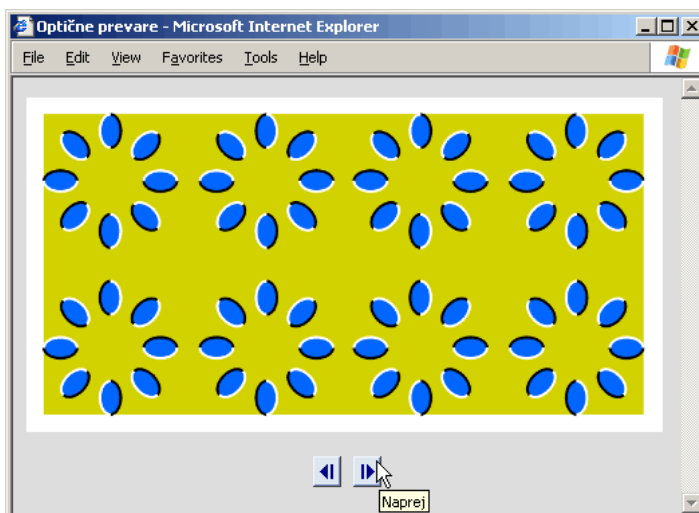 Optične prevare - Microsoft Internet Explorer
File Edit View Favorites Tools Help
Naprej